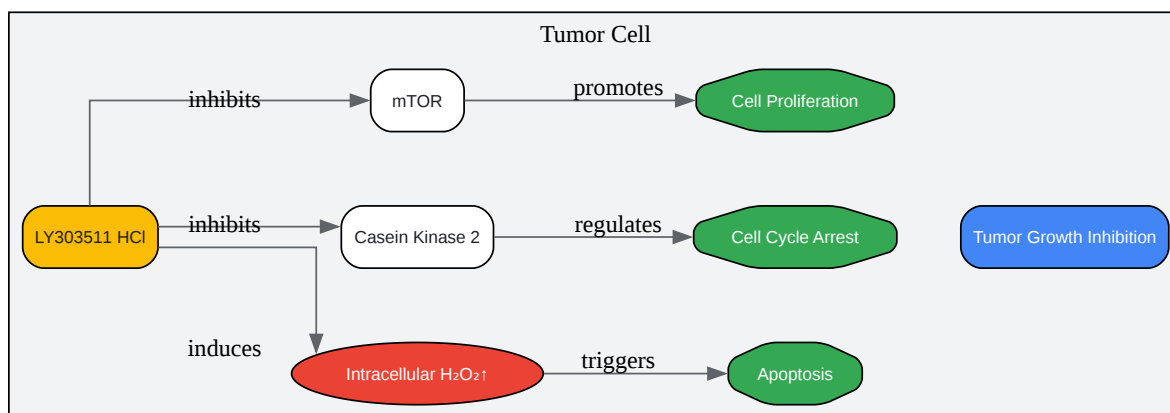 Tumor Cell
inhibits
mTOR
promotes
Cell Proliferation
LY303511 HCl
inhibits
Casein Kinase 2
regulates
Cell Cycle Arrest
Tumor Growth Inhibition
induces
Intracellular H₂O₂↑
triggers
Apoptosis